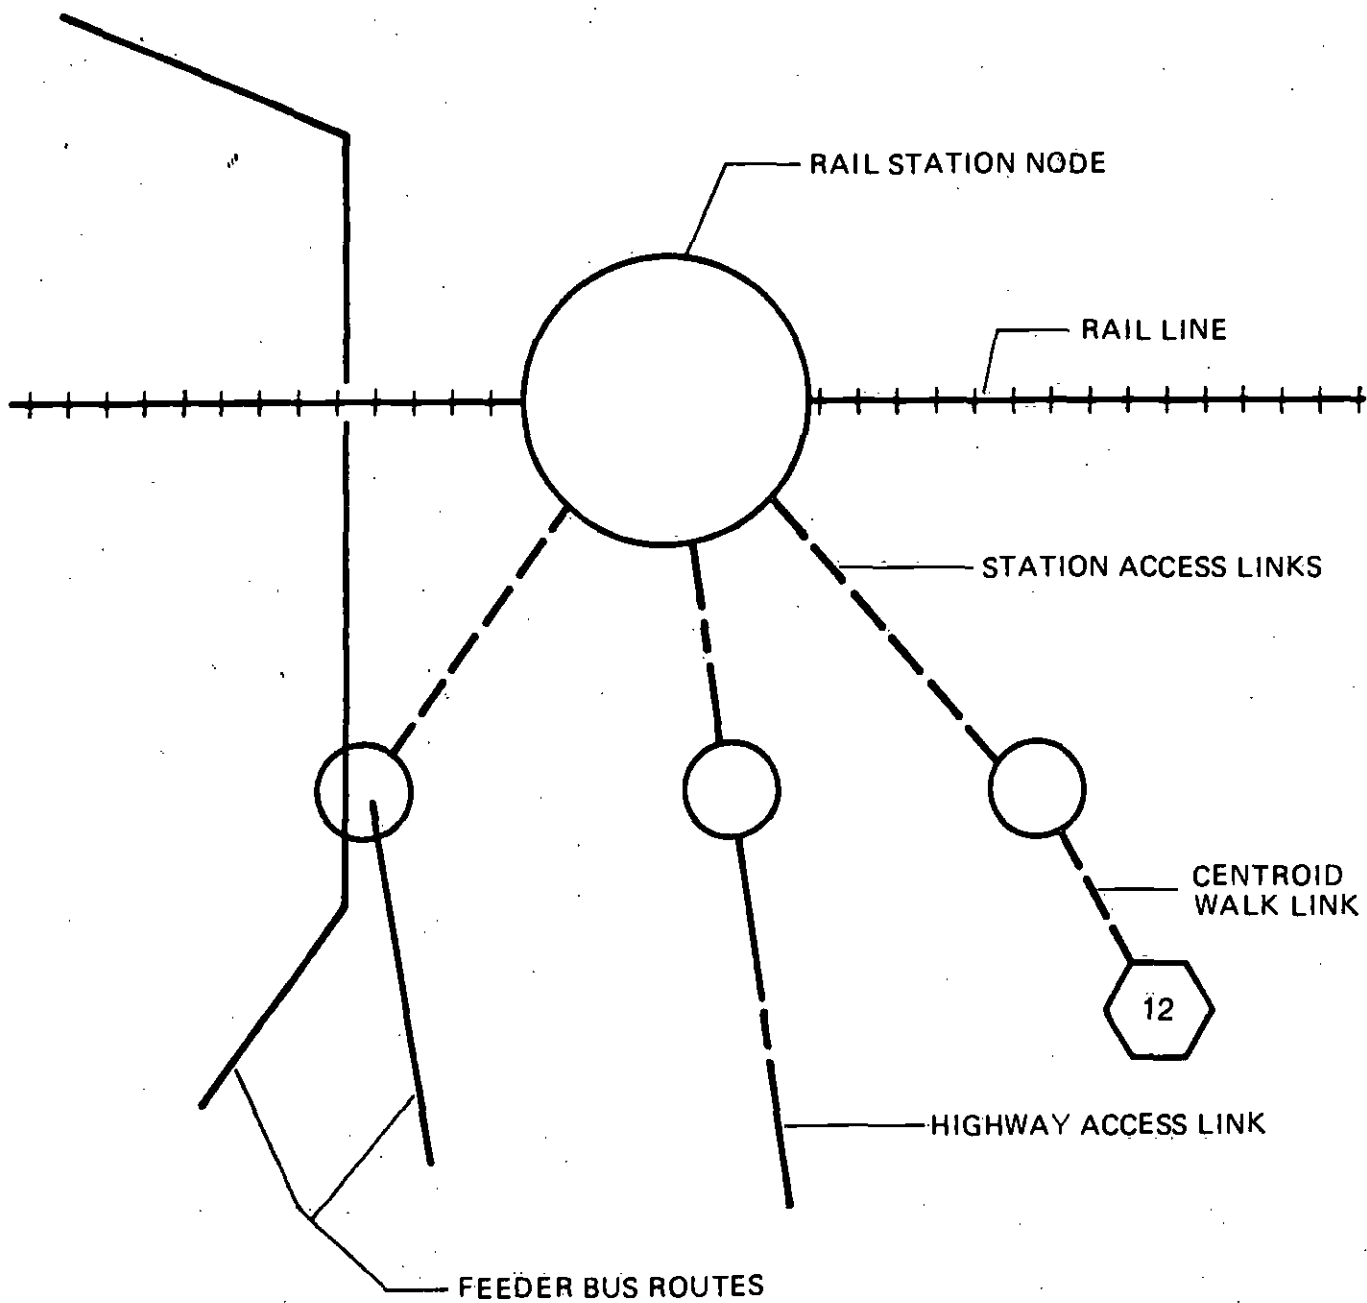 RAIL STATION NODE
RAIL LINE
STATION ACCESS LINKS
CENTROID
WALK LINK
12
HIGHWAY ACCESS LINK
FEEDER BUS ROUTES